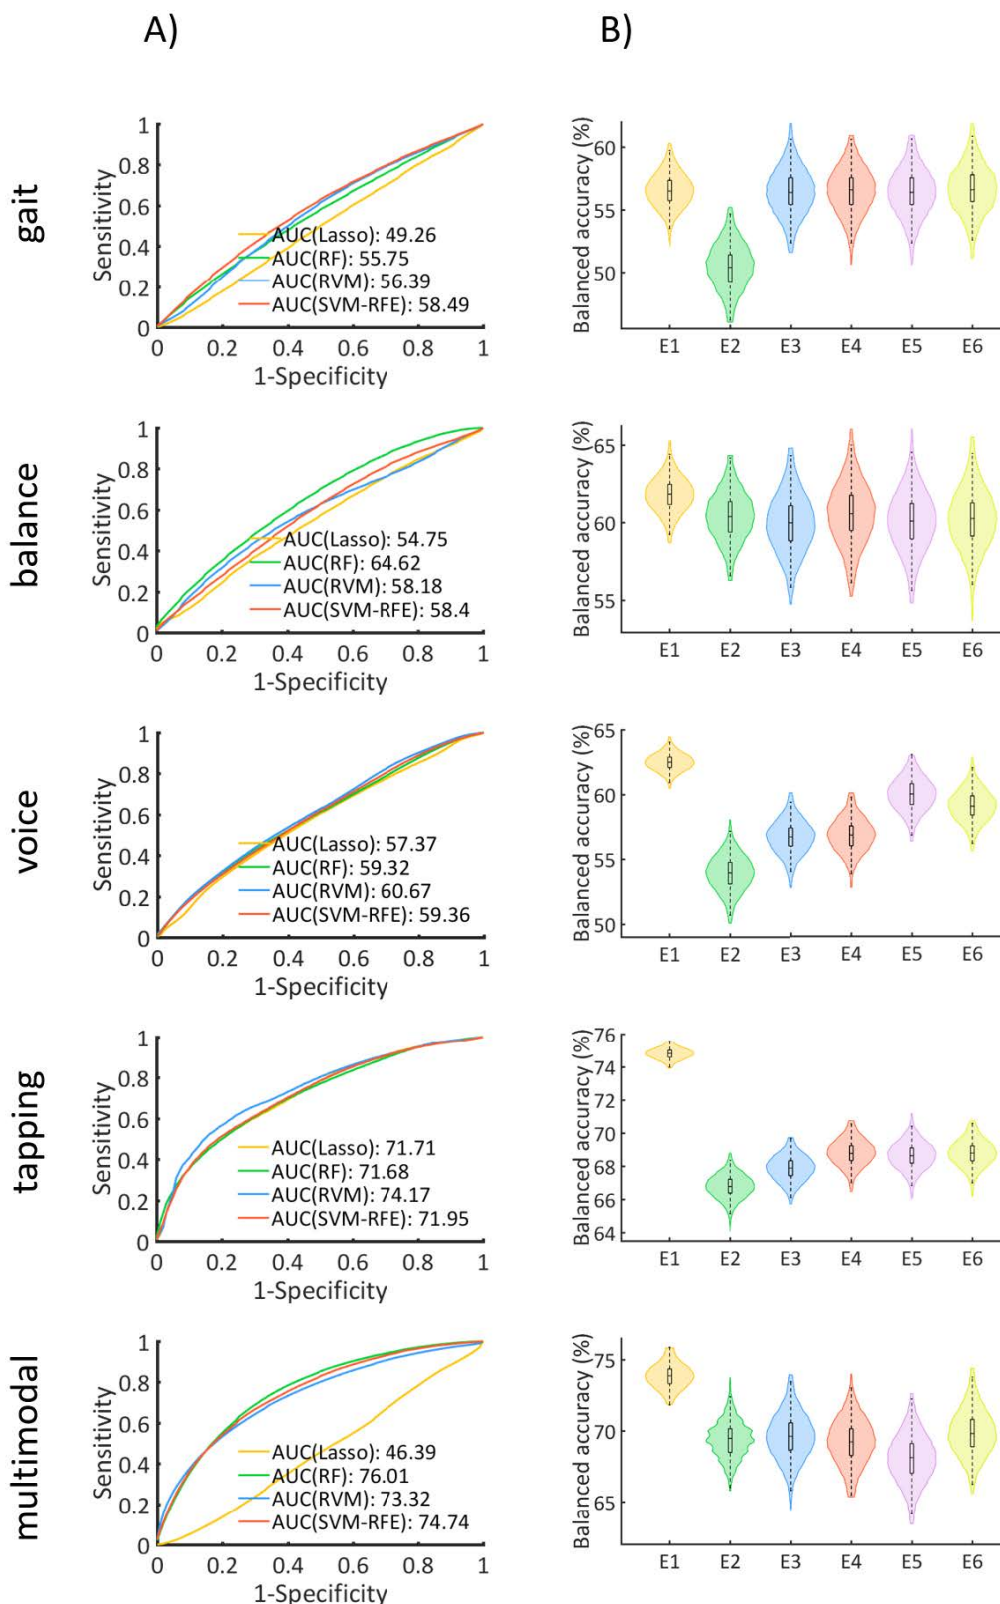 A)
B)
gait
Sensitivity
1
0.8
0.6
0.4
0.2
0
AUC(Lasso): 49.26
AUC(RF): 55.75
AUC(RVM): 56.39
AUC(SVM-RFE): 58.49
0 0.2 0.4 0.6 0.8 1
1-Specificity
Balanced accuracy (%)
60
55
50
E1 E2 E3 E4 E5 E6
balance
Sensitivity
1
0.8
0.6
0.4
0.2
0
AUC(Lasso): 54.75
AUC(RF): 64.62
AUC(RVM): 58.18
AUC(SVM-RFE): 58.4
0 0.2 0.4 0.6 0.8 1
1-Specificity
Balanced accuracy (%)
65
60
55
E1 E2 E3 E4 E5 E6
voice
Sensitivity
1
0.8
0.6
0.4
0.2
0
AUC(Lasso): 57.37
AUC(RF): 59.32
AUC(RVM): 60.67
AUC(SVM-RFE): 59.36
0 0.2 0.4 0.6 0.8 1
1-Specificity
Balanced accuracy (%)
65
60
55
50
E1 E2 E3 E4 E5 E6
tapping
Sensitivity
1
0.8
0.6
0.4
0.2
0
AUC(Lasso): 71.71
AUC(RF): 71.68
AUC(RVM): 74.17
AUC(SVM-RFE): 71.95
0 0.2 0.4 0.6 0.8 1
1-Specificity
Balanced accuracy (%)
76
74
72
70
68
66
64
E1 E2 E3 E4 E5 E6
multimodal
Sensitivity
1
0.8
0.6
0.4
0.2
0
AUC(Lasso): 46.39
AUC(RF): 76.01
AUC(RVM): 73.32
AUC(SVM-RFE): 74.74
0 0.2 0.4 0.6 0.8 1
1-Specificity
Balanced accuracy (%)
75
70
65
E1 E2 E3 E4 E5 E6